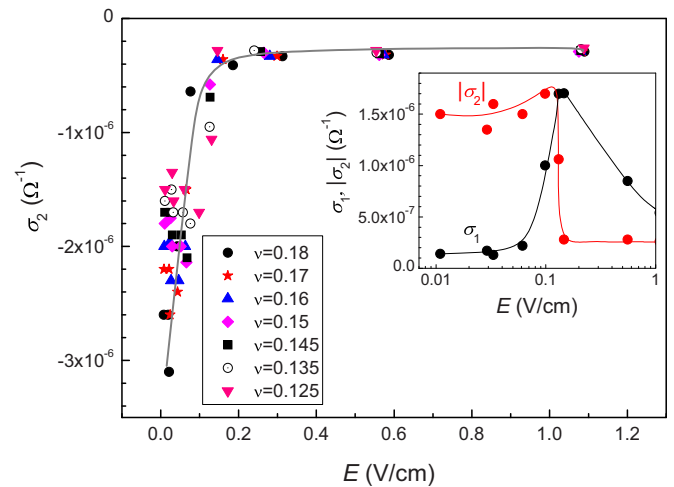 0
-1x10⁻⁶
-2x10⁻⁶
-3x10⁻⁶
σ₂ (Ω⁻¹)
0.0 0.2 0.4 0.6 0.8 1.0 1.2
E (V/cm)
ν=0.18
ν=0.17
ν=0.16
ν=0.15
ν=0.145
ν=0.135
ν=0.125
1.5x10⁻⁶
1.0x10⁻⁶
5.0x10⁻⁷
0.0
σ₁, |σ₂| (Ω⁻¹)
|σ₂|
σ₁
0.01 0.1 1
E (V/cm)